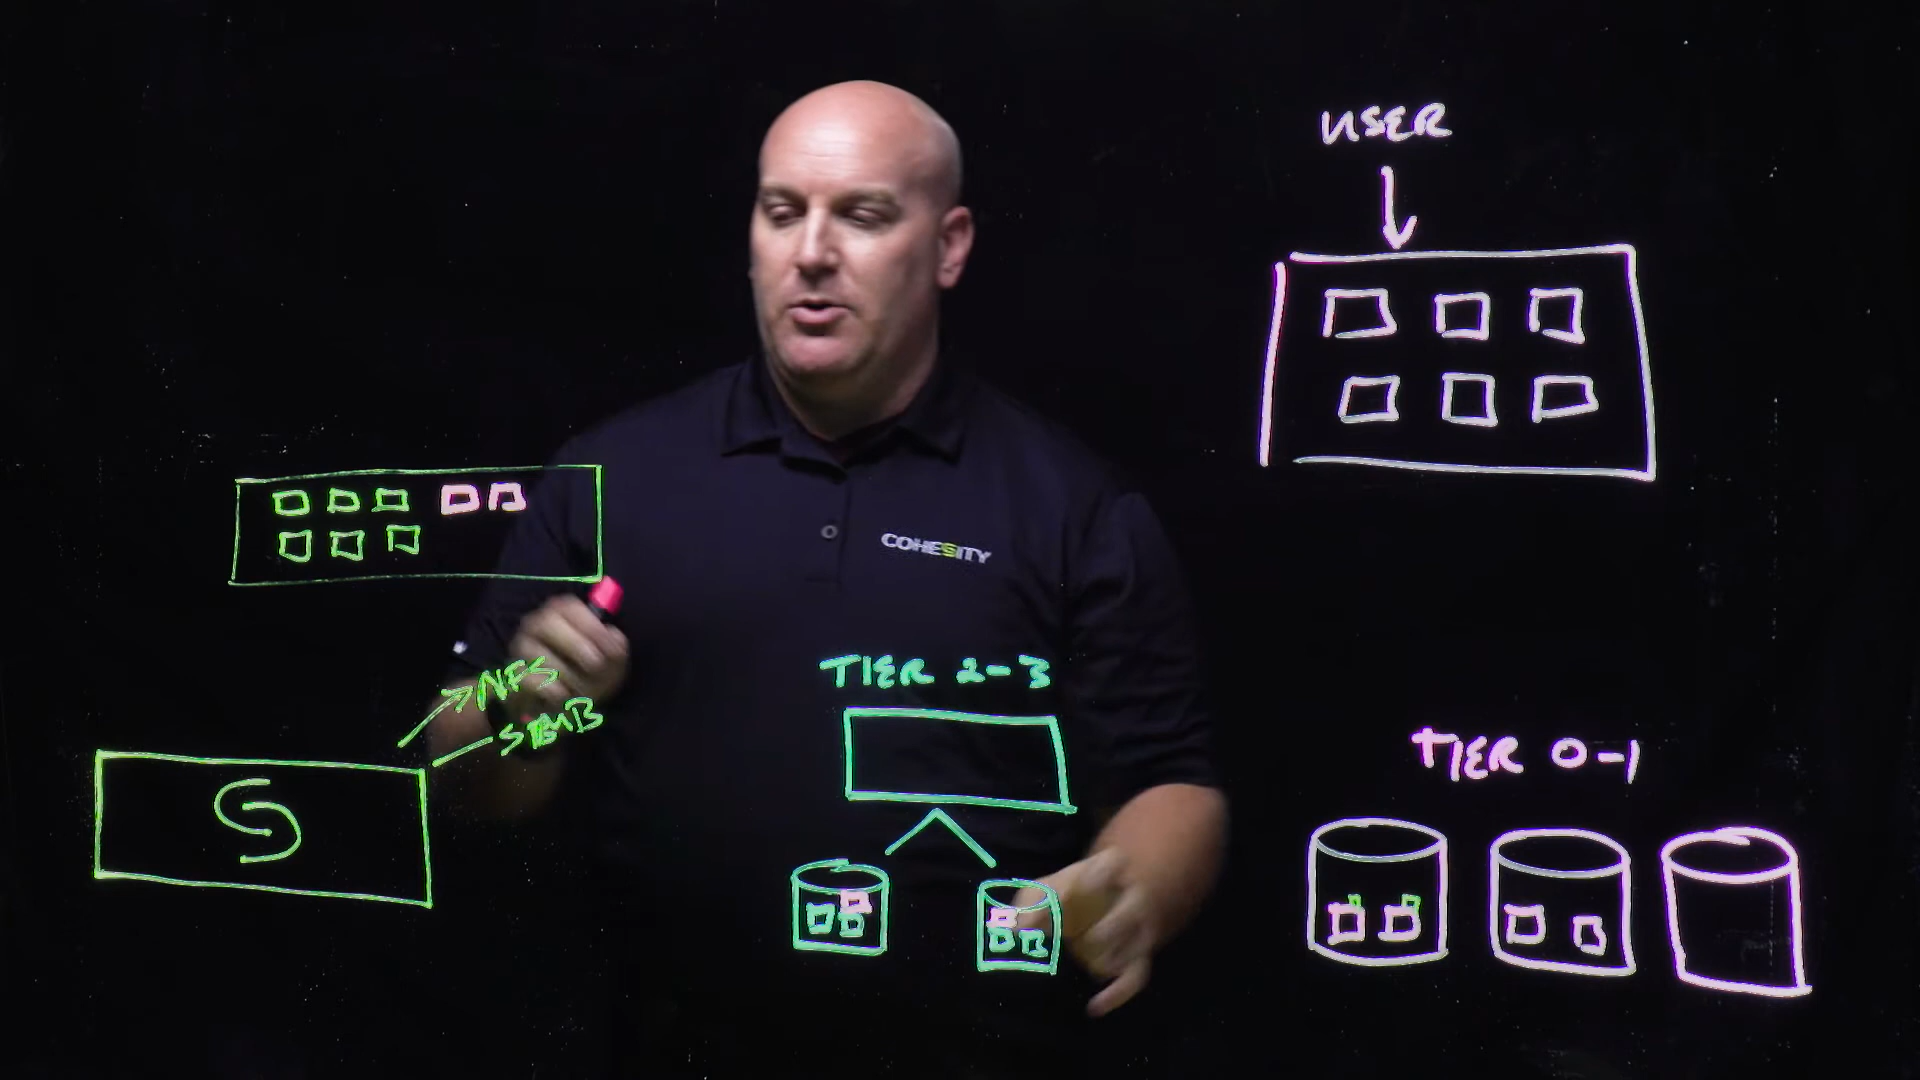 USER
COHESITY
NFS
SMB
TIER 2-3
TIER 0-1
S